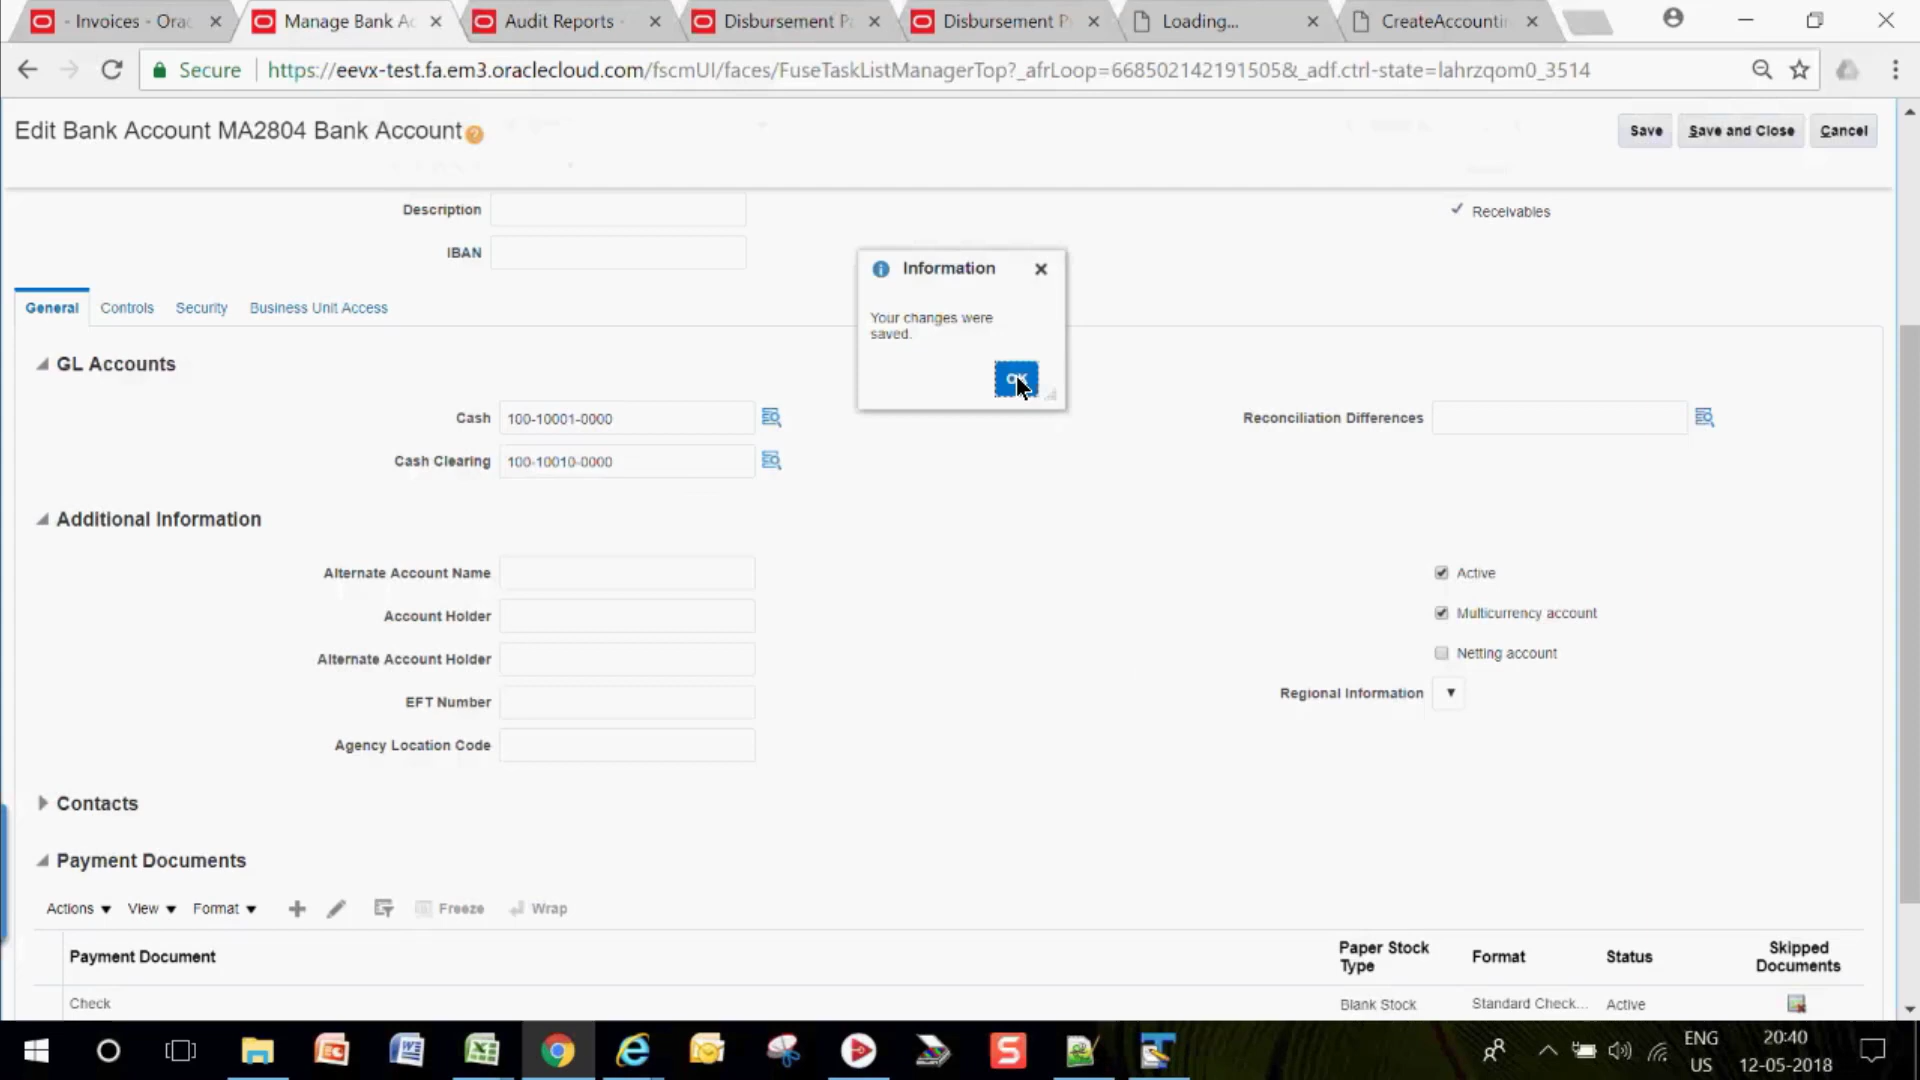 - Invoices - Orac
Manage Bank Ac
Audit Reports -
Disbursement Pa
Disbursement Pr
Loading...
CreateAccountin
Secure
https://eevx-test.fa.em3.oraclecloud.com/fscmUI/faces/FuseTaskListManagerTop?_afrLoop=668502142191505&_adf.ctrl-state=lahrzqom0_3514
Edit Bank Account MA2804 Bank Account
Save
Save and Close
Cancel
Description
Receivables
IBAN
Information
Your changes were
saved.
OK
General
Controls
Security
Business Unit Access
GL Accounts
Cash 100-10001-0000
Reconciliation Differences
Cash Clearing 100-10010-0000
Additional Information
Alternate Account Name
Active
Account Holder
Multicurrency account
Alternate Account Holder
Netting account
EFT Number
Regional Information
Agency Location Code
Contacts
Payment Documents
Actions
View
Format
Freeze
Wrap
Payment Document
Paper Stock
Type
Format
Status
Skipped
Documents
Check
Blank Stock
Standard Check...
Active
ENG
US
20:40
12-05-2018